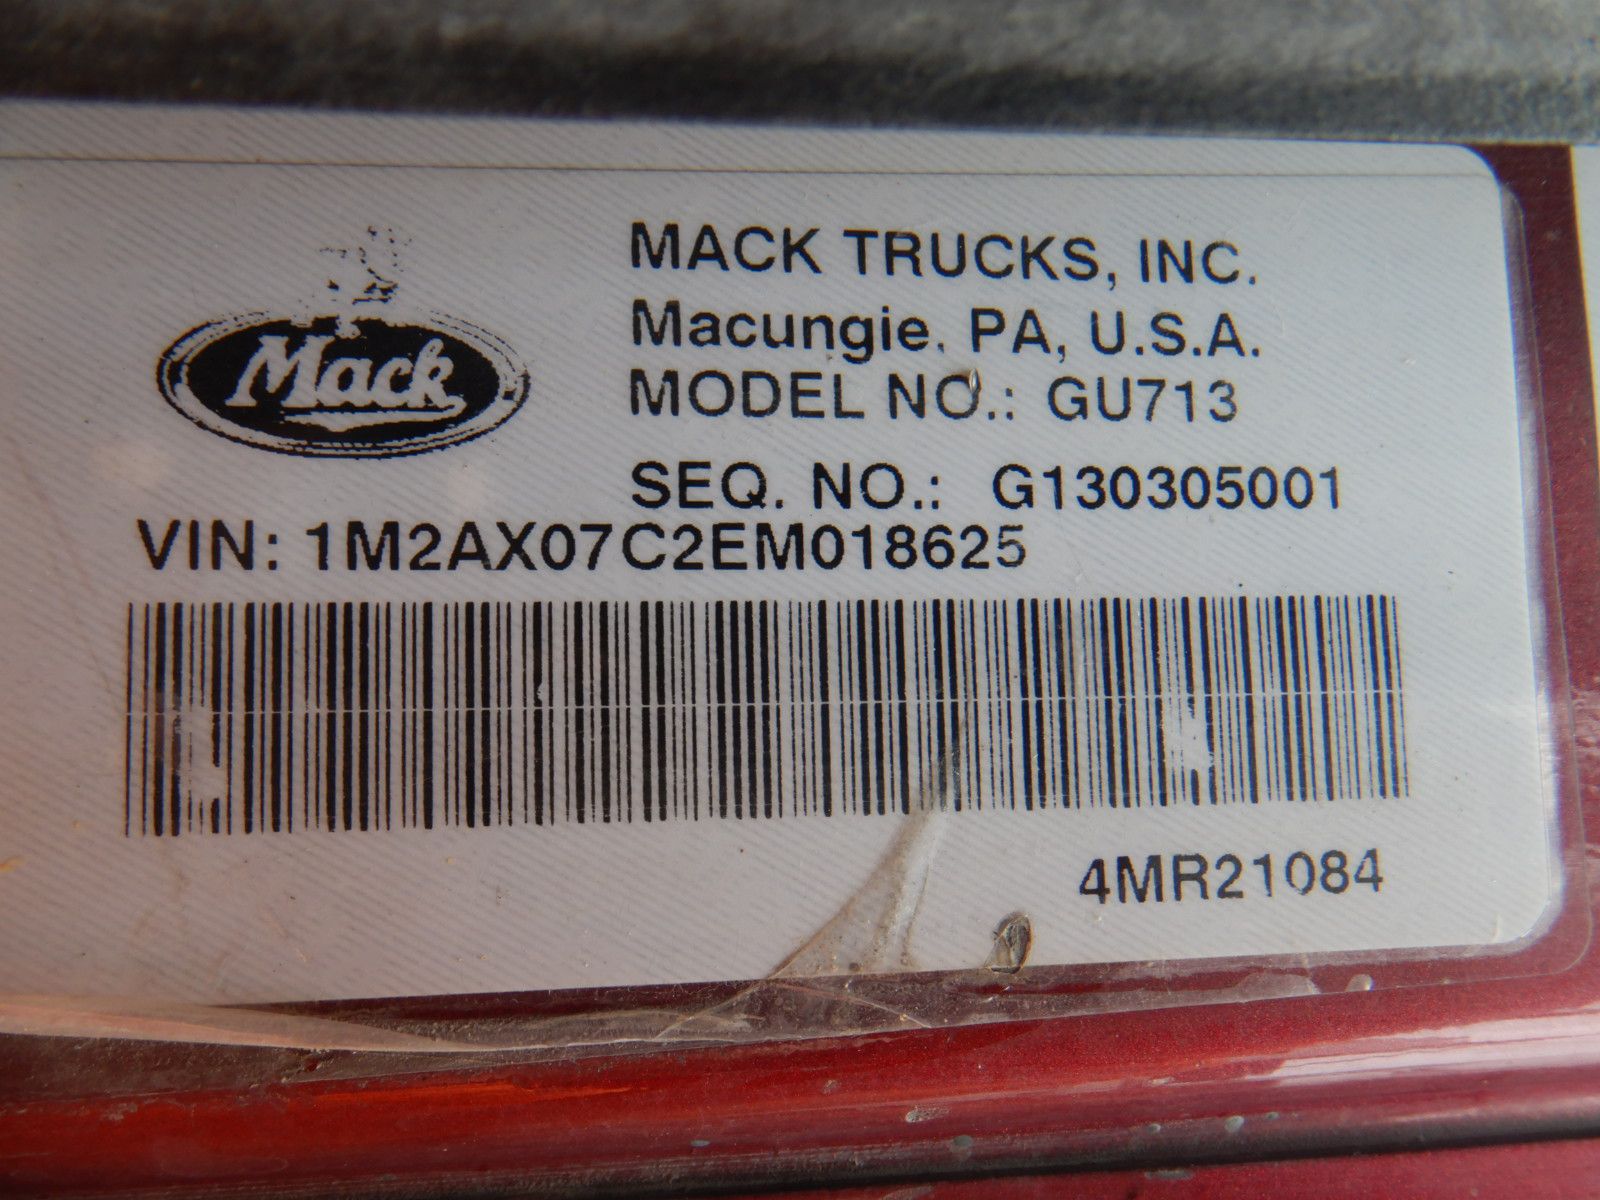 Mack
MACK TRUCKS, INC.
Macungie, PA, U.S.A.
MODEL NO.: GU713
SEQ. NO.: G130305001
VIN: 1M2AX07C2EM018625
4MR21084